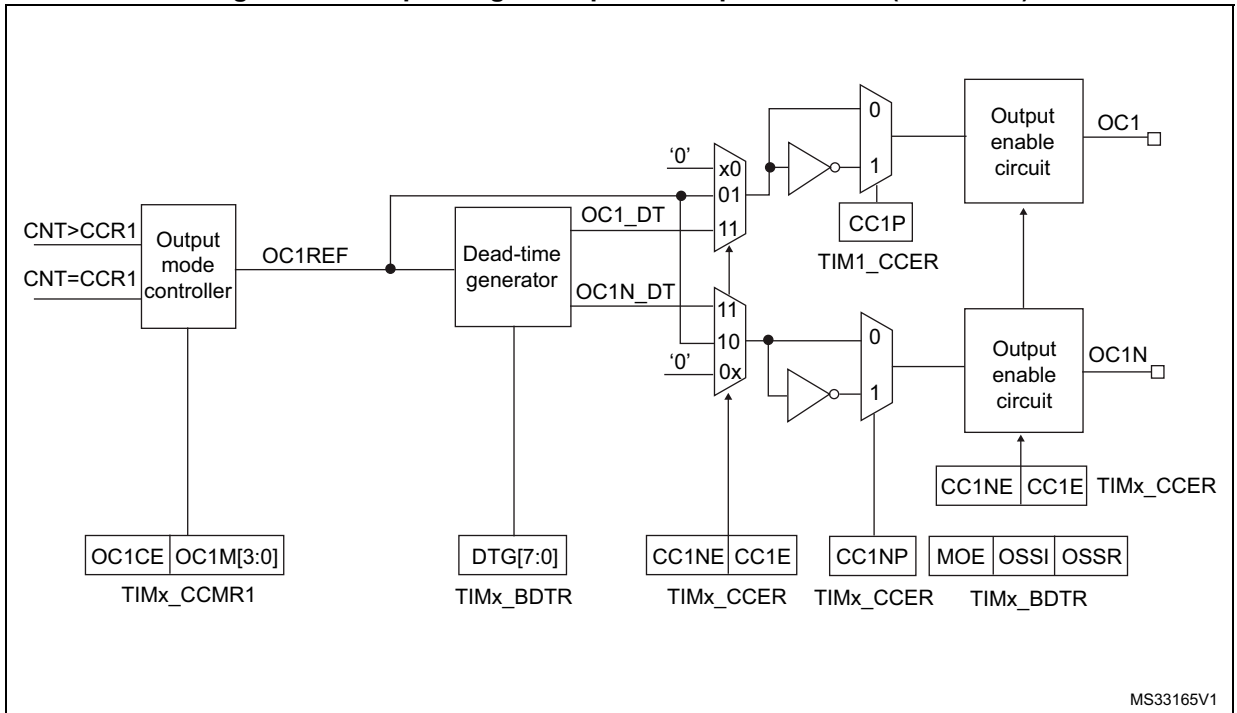 CNT>CCR1
CNT=CCR1
Output
mode
controller
OC1REF
Dead-time
generator
OC1_DT
OC1N_DT
'0'
x0
01
11
11
10
0x
'0'
0
1
CC1P
TIM1_CCER
0
1
Output
enable
circuit
OC1
Output
enable
circuit
OC1N
CC1NE CC1E TIMx_CCER
OC1CE OC1M[3:0]
TIMx_CCMR1
DTG[7:0]
TIMx_BDTR
CC1NE CC1E
TIMx_CCER
CC1NP
TIMx_CCER
MOE OSSI OSSR
TIMx_BDTR
MS33165V1